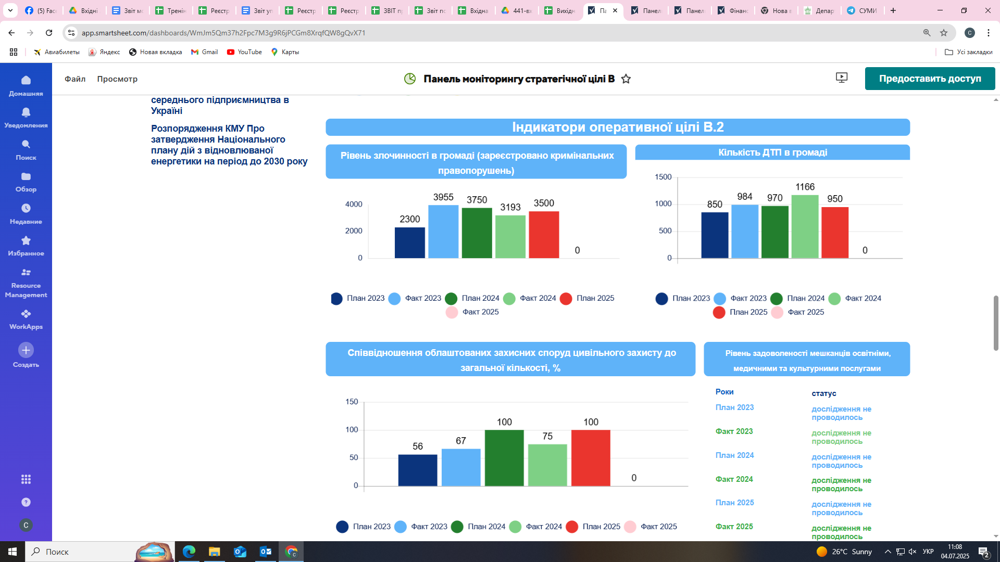 (5) Fac
Вхідні
Звіт мо
Тренін
Реєстр
Звіт уп
Реєстр
Реєстр
ЗВІТ п
Звіт по
Вхідна
441-вх
Вихідн
Па
Панел
Панел
Фінан
Нова в
Депар
СУМИ
app.smartsheet.com/dashboards/WmJm5Qm37h2Fpc7M3g9R6jPCGm8XrqfQW8gQvX71
C
Авиабилеты
Яндекс
Новая вкладка
Gmail
YouTube
Карты
Усі закладки
Файл
Просмотр
Панель моніторингу стратегічної цілі В
Предоставить доступ
Домашняя
Уведомления
Поиск
Обзор
Недавние
Избранное
Resource
Management
WorkApps
Создать
C
середнього підприємництва в
Україні
Розпорядження КМУ Про
затвердження Національного
плану дій з відновлюваної
енергетики на період до 2030 року
Індикатори оперативної цілі В.2
Рівень злочинності в громаді (зареєстровано кримінальних
правопорушень)
4000
2000
0
2300
3955
3750
3193
3500
0
План 2023
Факт 2023
План 2024
Факт 2024
План 2025
Факт 2025
Кількість ДТП в громаді
1500
1000
500
0
850
984
970
1166
950
0
План 2023
Факт 2023
План 2024
Факт 2024
План 2025
Факт 2025
Співвідношення облаштованих захисних споруд цивільного захисту до
загальної кількості, %
150
100
50
0
56
67
100
75
100
0
План 2023
Факт 2023
План 2024
Факт 2024
План 2025
Факт 2025
Рівень задоволеності мешканців освітніми,
медичними та культурними послугами
Роки
статус
План 2023
дослідження не
проводилось
Факт 2023
дослідження не
проводилось
План 2024
дослідження не
проводилось
Факт 2024
дослідження не
проводилось
План 2025
дослідження не
проводилось
Факт 2025
дослідження не
проводилось
Поиск
26°C Sunny
УКР
11:08
04.07.2025
2